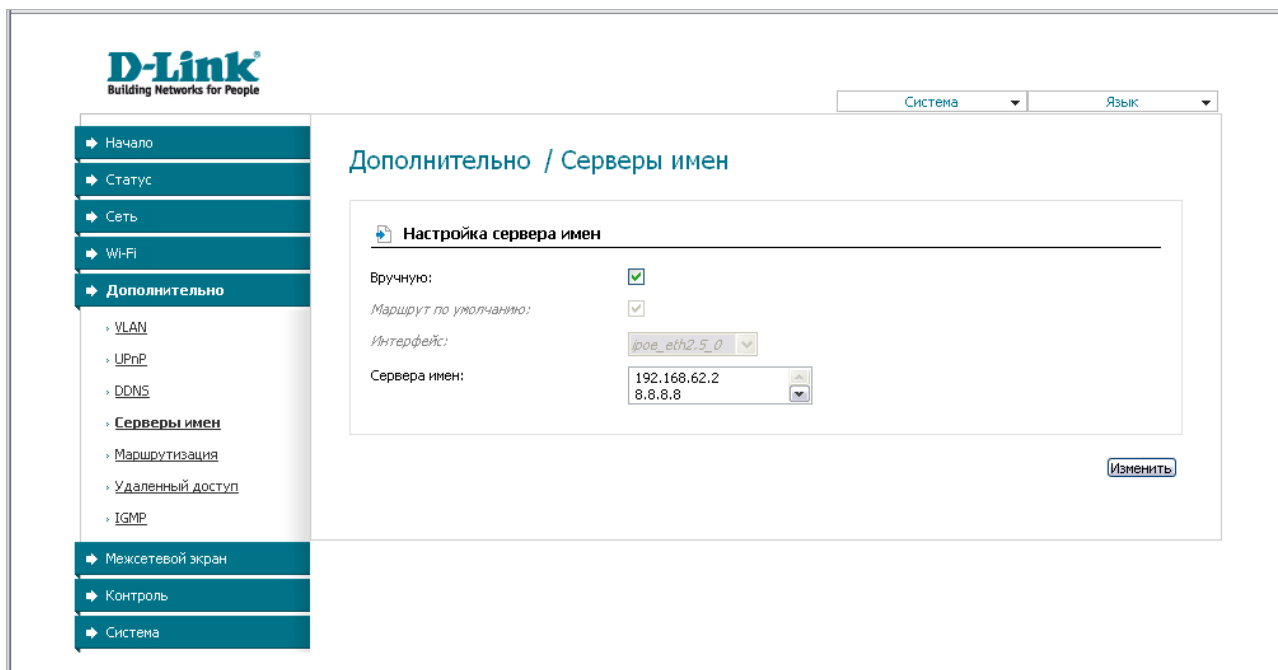 D-Link
Building Networks for People
Система
Язык
Начало
Статус
Сеть
Wi-Fi
Дополнительно
VLAN
UPnP
DDNS
Серверы имен
Маршрутизация
Удаленный доступ
IGMP
Межсетевой экран
Контроль
Система
Дополнительно / Серверы имен
Настройка сервера имен
Вручную:
Маршрут по умолчанию:
Интерфейс:
ipoe_eth2.5_0
Сервера имен:
192.168.62.2
8.8.8.8
Изменить